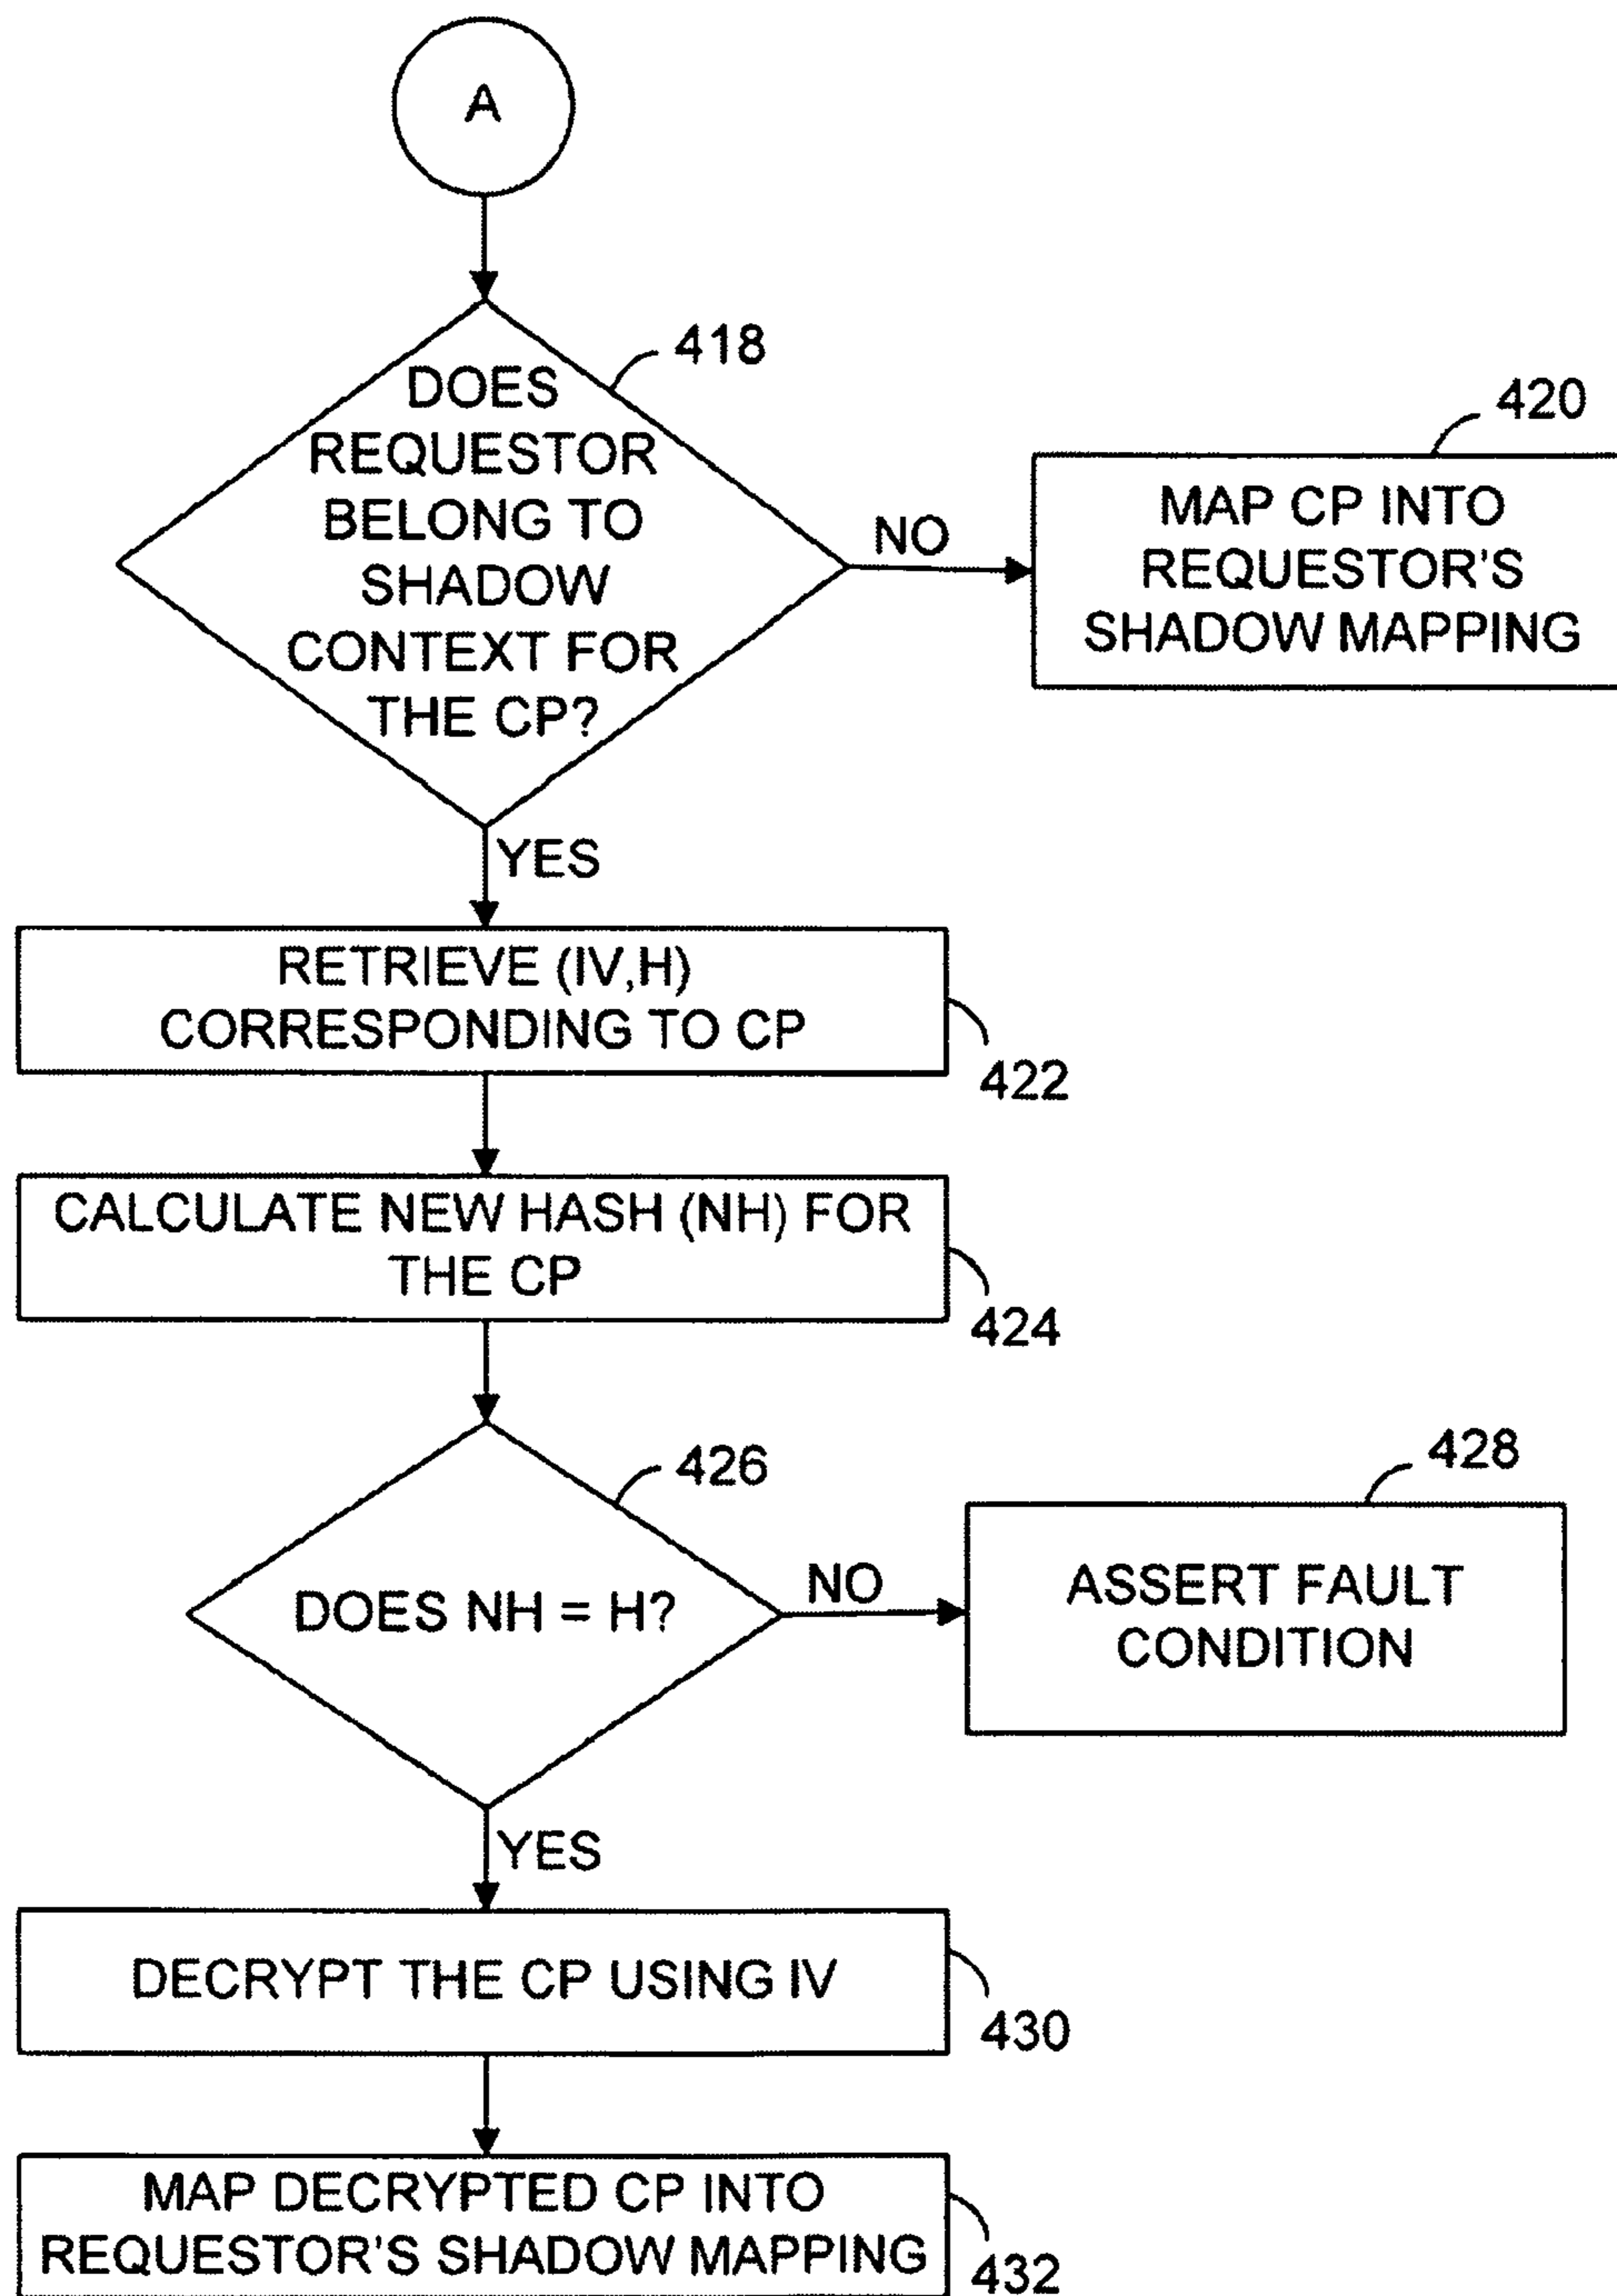 A
418
DOES
REQUESTOR
BELONG TO
SHADOW
CONTEXT FOR
THE CP?
NO
420
MAP CP INTO
REQUESTOR'S
SHADOW MAPPING
YES
RETRIEVE (IV,H)
CORRESPONDING TO CP
422
CALCULATE NEW HASH (NH) FOR
THE CP
424
426
DOES NH = H?
NO
428
ASSERT FAULT
CONDITION
YES
DECRYPT THE CP USING IV
430
MAP DECRYPTED CP INTO
REQUESTOR'S SHADOW MAPPING
432